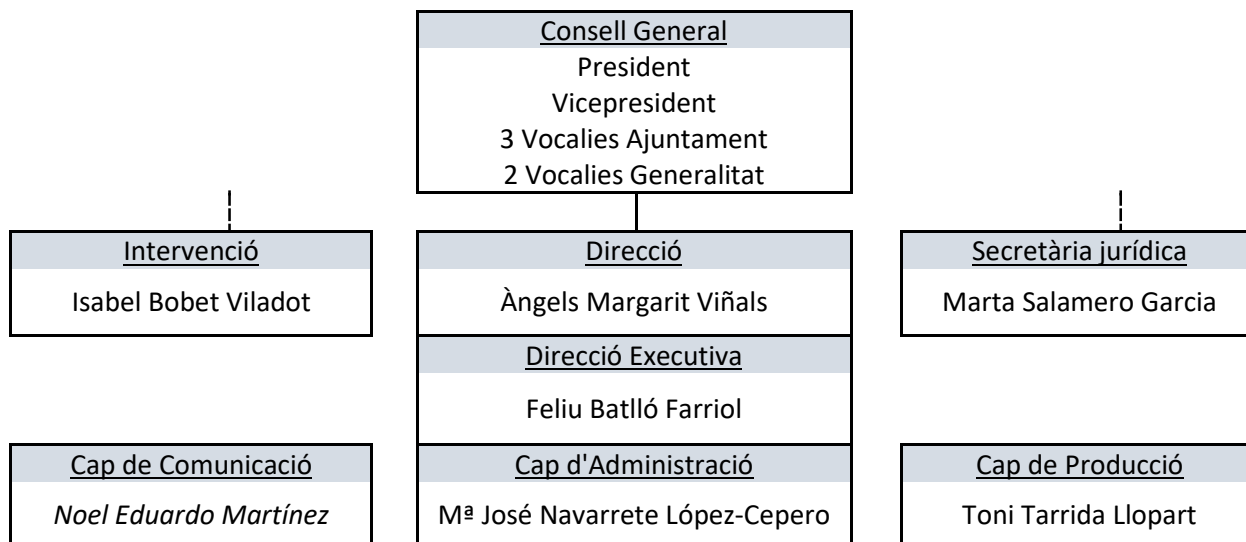 Consell General
President
Vicepresident
3 Vocalies Ajuntament
2 Vocalies Generalitat
Intervenció
Isabel Bobet Viladot
Direcció
Àngels Margarit Viñals
Secretària jurídica
Marta Salamero Garcia
Direcció Executiva
Feliu Batlló Farriol
Cap de Comunicació
Noel Eduardo Martínez
Cap d'Administració
Mª José Navarrete López-Cepero
Cap de Producció
Toni Tarrida Llopart